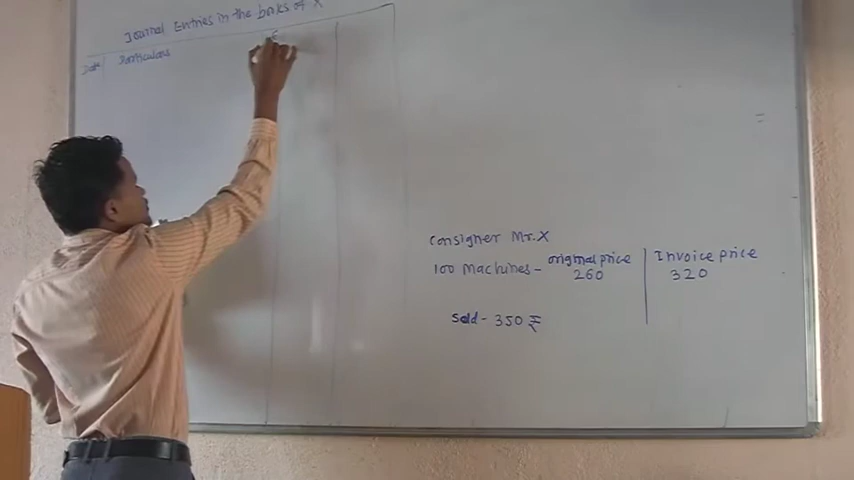 Journal Entries in the books of X
Date Particulars
Consigner Mr. X
100 Machines - original price Invoice price
260 320
Sold - 350 ₹